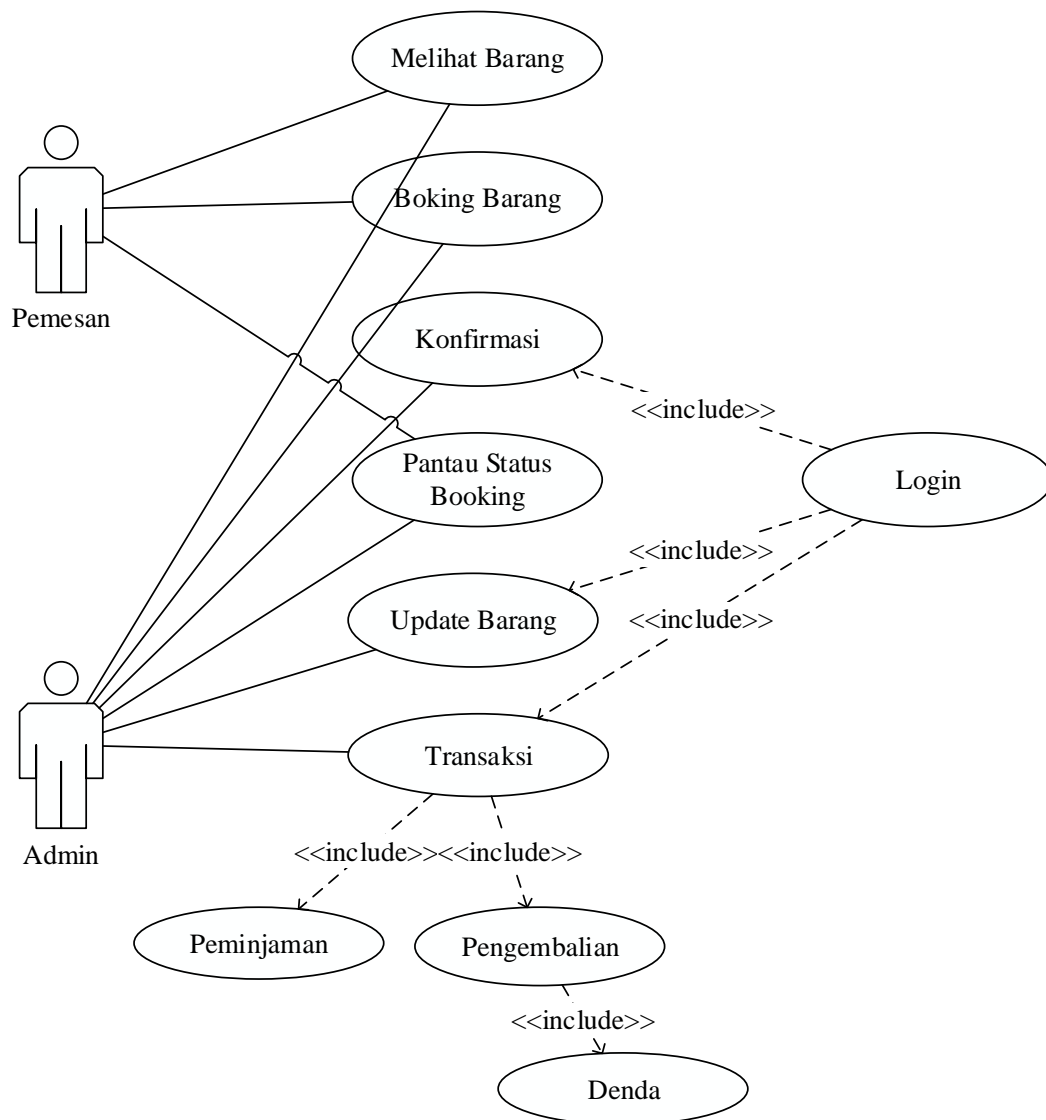 Melihat Barang
Boking Barang
Pemesan
Konfirmasi
<<include>>
Pantau Status
Booking
Login
<<include>>
Update Barang
<<include>>
Transaksi
Admin
<<include>>
<<include>>
Peminjaman
Pengembalian
<<include>>
Denda